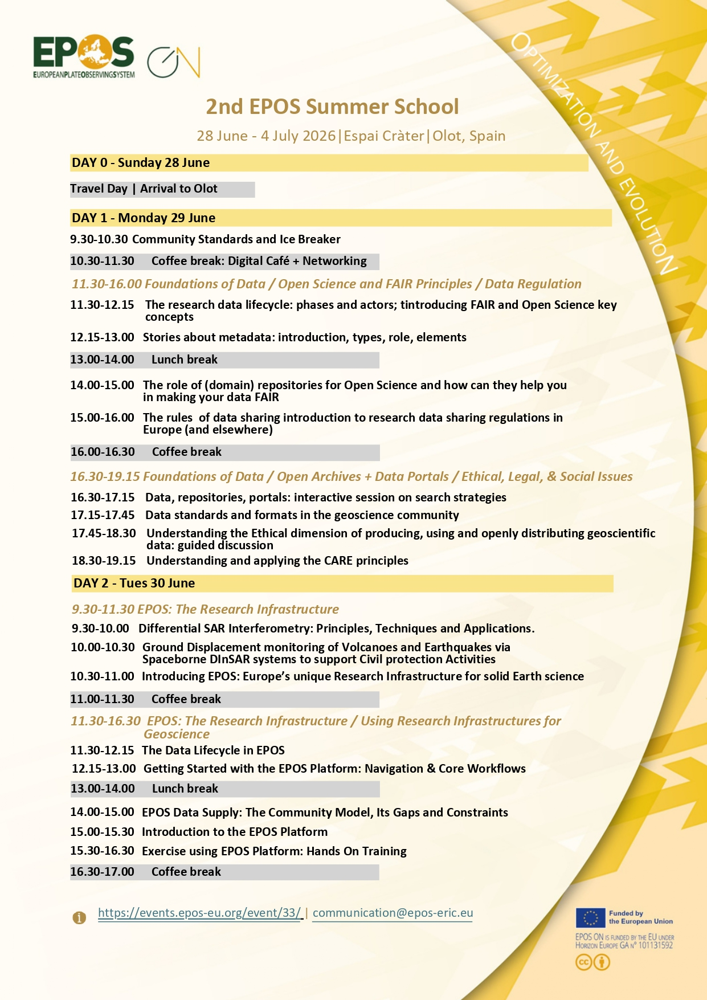 EPOS
EUROPEANPLATEOBSERVINGSYSTEM
ON
OPTIMIZATION AND EVOLUTION
2nd EPOS Summer School
28 June - 4 July 2026|Espai Cràter|Olot, Spain
DAY 0 - Sunday 28 June
Travel Day | Arrival to Olot
DAY 1 - Monday 29 June
9.30-10.30 Community Standards and Ice Breaker
10.30-11.30 Coffee break: Digital Café + Networking
11.30-16.00 Foundations of Data / Open Science and FAIR Principles / Data Regulation
11.30-12.15 The research data lifecycle: phases and actors; tintroducing FAIR and Open Science key
concepts
12.15-13.00 Stories about metadata: introduction, types, role, elements
13.00-14.00 Lunch break
14.00-15.00 The role of (domain) repositories for Open Science and how can they help you
in making your data FAIR
15.00-16.00 The rules  of data sharing introduction to research data sharing regulations in
Europe (and elsewhere)
16.00-16.30 Coffee break
16.30-19.15 Foundations of Data / Open Archives + Data Portals / Ethical, Legal, & Social Issues
16.30-17.15 Data, repositories, portals: interactive session on search strategies
17.15-17.45 Data standards and formats in the geoscience community
17.45-18.30 Understanding the Ethical dimension of producing, using and openly distributing geoscientific
data: guided discussion
18.30-19.15 Understanding and applying the CARE principles
DAY 2 - Tues 30 June
9.30-11.30 EPOS: The Research Infrastructure
9.30-10.00 Differential SAR Interferometry: Principles, Techniques and Applications.
10.00-10.30 Ground Displacement monitoring of Volcanoes and Earthquakes via
Spaceborne DInSAR systems to support Civil protection Activities
10.30-11.00 Introducing EPOS: Europe’s unique Research Infrastructure for solid Earth science
11.00-11.30 Coffee break
11.30-16.30 EPOS: The Research Infrastructure / Using Research Infrastructures for
Geoscience
11.30-12.15 The Data Lifecycle in EPOS
12.15-13.00 Getting Started with the EPOS Platform: Navigation & Core Workflows
13.00-14.00 Lunch break
14.00-15.00 EPOS Data Supply: The Community Model, Its Gaps and Constraints
15.00-15.30 Introduction to the EPOS Platform
15.30-16.30 Exercise using EPOS Platform: Hands On Training
16.30-17.00 Coffee break
i https://events.epos-eu.org/event/33/ | communication@epos-eric.eu
Funded by
the European Union
EPOS ON IS FUNDED BY THE EU UNDER
HORIZON EUROPE GA N° 101131592
cc